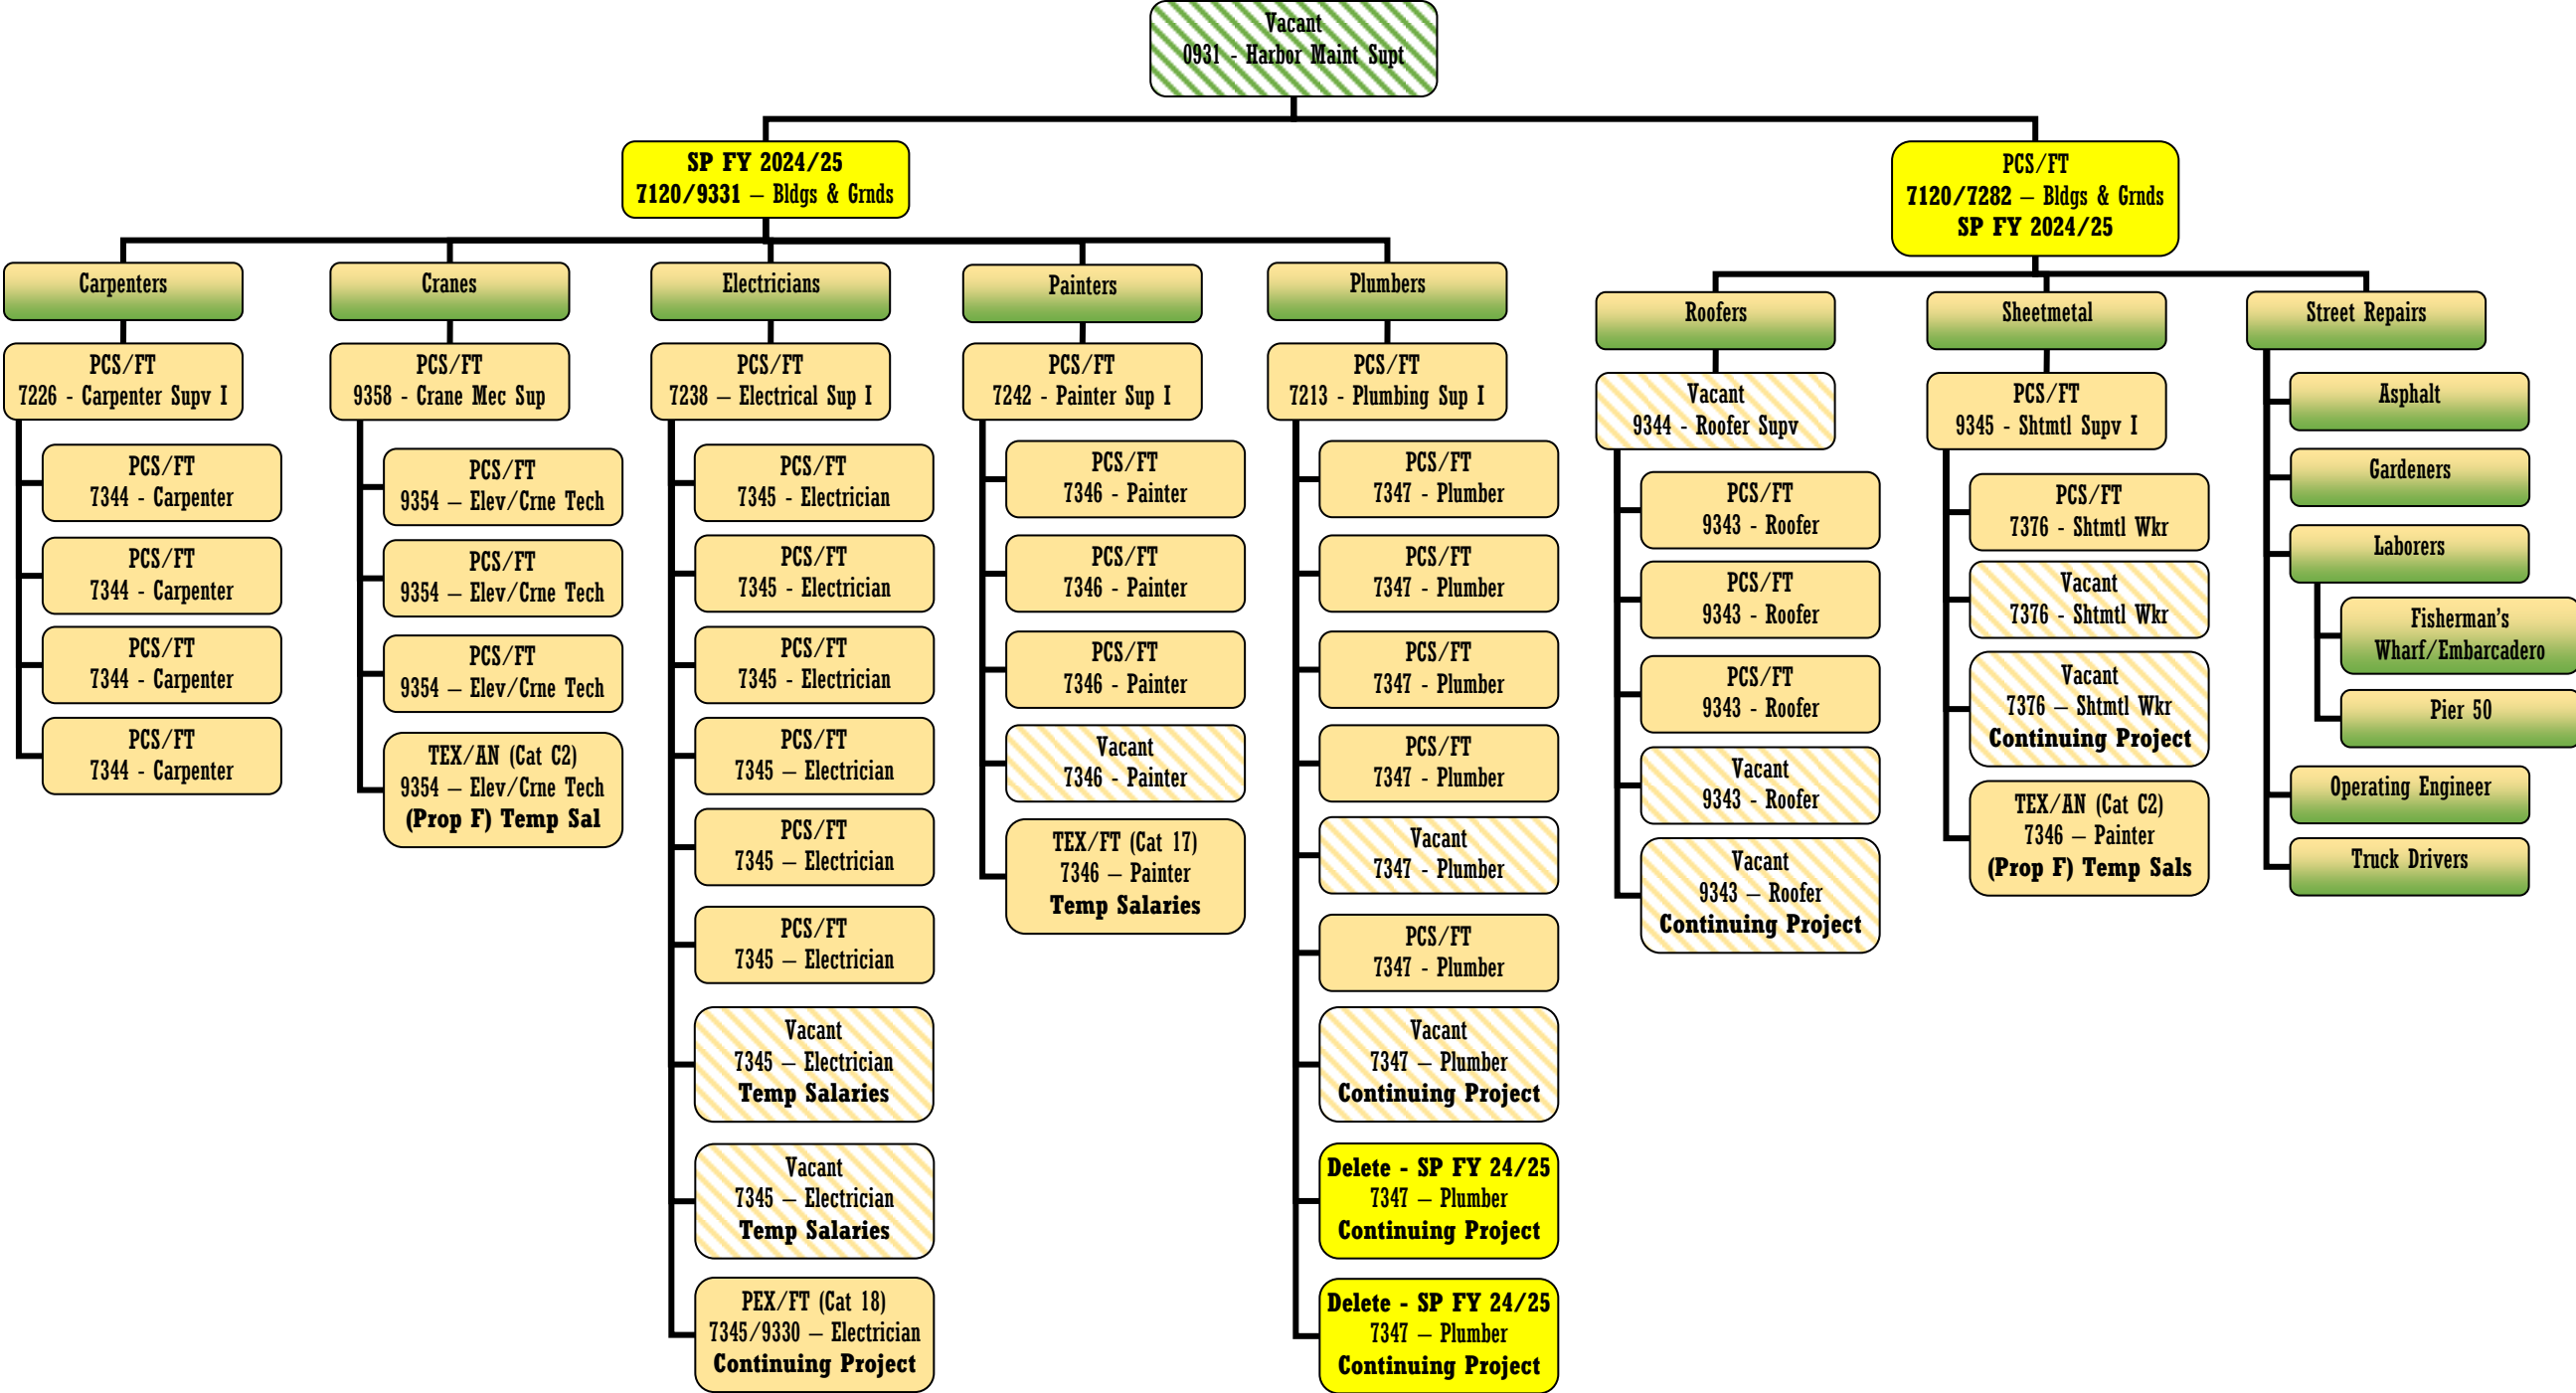 Vacant
0931 - Harbor Maint Supt
SP FY 2024/25
7120/9331 – Bldgs & Grnds
PCS/FT
7120/7282 – Bldgs & Grnds
SP FY 2024/25
Carpenters
PCS/FT
7226 - Carpenter Supv I
PCS/FT
7344 - Carpenter
PCS/FT
7344 - Carpenter
PCS/FT
7344 - Carpenter
PCS/FT
7344 - Carpenter
Cranes
PCS/FT
9358 - Crane Mec Sup
PCS/FT
9354 – Elev/Crne Tech
PCS/FT
9354 – Elev/Crne Tech
PCS/FT
9354 – Elev/Crne Tech
TEX/AN (Cat C2)
9354 – Elev/Crne Tech
(Prop F) Temp Sal
Electricians
PCS/FT
7238 – Electrical Sup I
PCS/FT
7345 - Electrician
PCS/FT
7345 - Electrician
PCS/FT
7345 - Electrician
PCS/FT
7345 – Electrician
PCS/FT
7345 – Electrician
PCS/FT
7345 – Electrician
Vacant
7345 – Electrician
Temp Salaries
Vacant
7345 – Electrician
Temp Salaries
PEX/FT (Cat 18)
7345/9330 – Electrician
Continuing Project
Painters
PCS/FT
7242 - Painter Sup I
PCS/FT
7346 - Painter
PCS/FT
7346 - Painter
PCS/FT
7346 - Painter
Vacant
7346 - Painter
TEX/FT (Cat 17)
7346 – Painter
Temp Salaries
Plumbers
PCS/FT
7213 - Plumbing Sup I
PCS/FT
7347 - Plumber
PCS/FT
7347 - Plumber
PCS/FT
7347 - Plumber
PCS/FT
7347 - Plumber
Vacant
7347 - Plumber
PCS/FT
7347 - Plumber
Vacant
7347 – Plumber
Continuing Project
Delete - SP FY 24/25
7347 – Plumber
Continuing Project
Delete - SP FY 24/25
7347 – Plumber
Continuing Project
Roofers
Vacant
9344 - Roofer Supv
PCS/FT
9343 - Roofer
PCS/FT
9343 - Roofer
PCS/FT
9343 - Roofer
Vacant
9343 - Roofer
Vacant
9343 – Roofer
Continuing Project
Sheetmetal
PCS/FT
9345 - Shtmtl Supv I
PCS/FT
7376 - Shtmtl Wkr
Vacant
7376 - Shtmtl Wkr
Vacant
7376 – Shtmtl Wkr
Continuing Project
TEX/AN (Cat C2)
7346 – Painter
(Prop F) Temp Sals
Street Repairs
Asphalt
Gardeners
Laborers
Fisherman’s
Wharf/Embarcadero
Pier 50
Operating Engineer
Truck Drivers